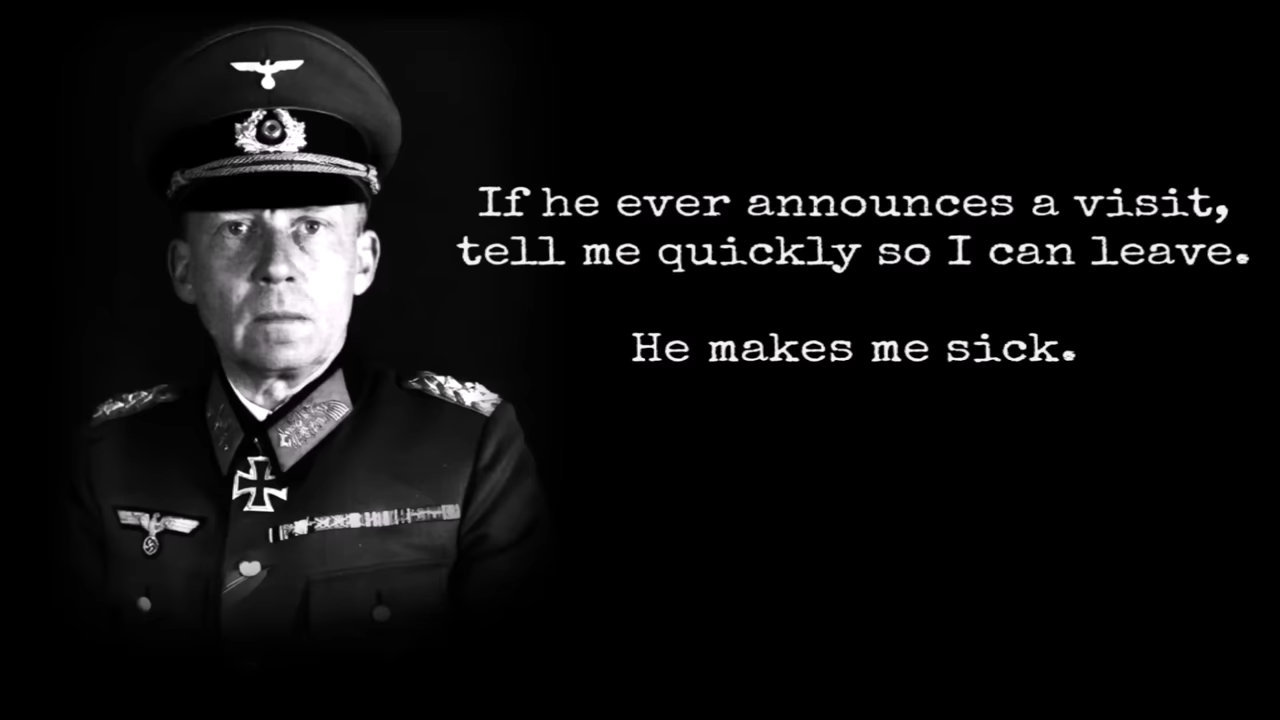 If he ever announces a visit,
tell me quickly so I can leave.
He makes me sick.